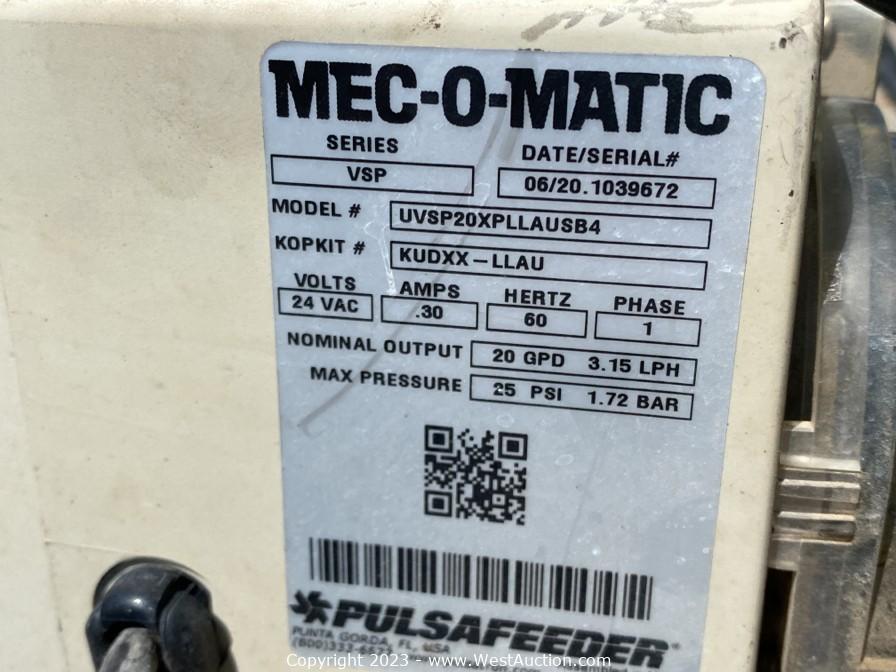 MEC-O-MATIC
SERIES
VSP
DATE/SERIAL#
06/20.1039672
MODEL # UVSP20XPLLAUSB4
KOPKIT # KUDXX-LLAU
VOLTS AMPS HERTZ PHASE
24 VAC .30 60 1
NOMINAL OUTPUT 20 GPD 3.15 LPH
MAX PRESSURE 25 PSI 1.72 BAR
PULSAFEEDER
PUNTA GORDA, FL, USA
Copyright 2023 - www.WestAuction.com